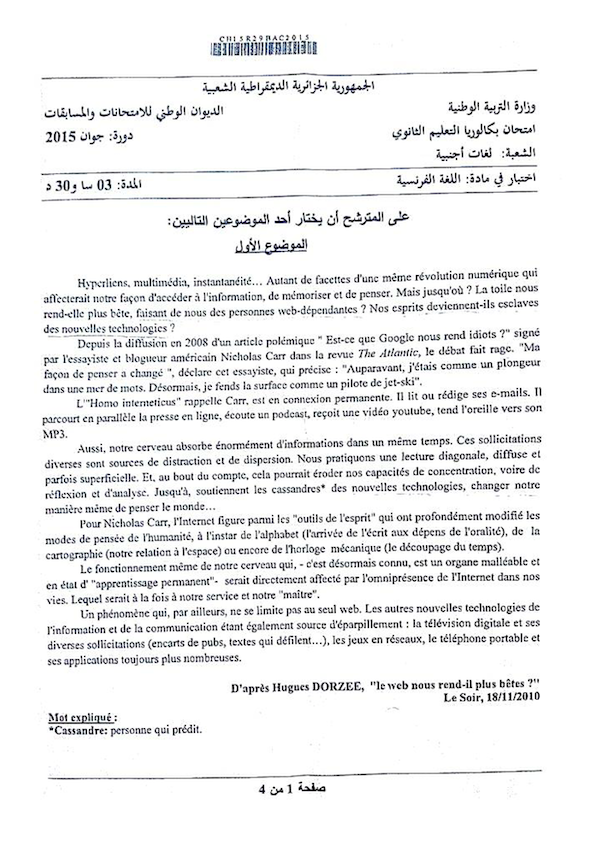 CH15R29BAC2015
الجمهورية الجزائرية الديمقراطية الشعبية
وزارة التربية الوطنية الديوان الوطني للامتحانات والمسابقات
امتحان بكالوريا التعليم الثانوي دورة: جوان 2015
الشعبة: لغات أجنبية
اختبار في مادة: اللغة الفرنسية المدة: 03 سا و30 د
على المترشح أن يختار أحد الموضوعين التاليين:
الموضوع الأول
Hyperliens, multimédia, instantanéité... Autant de facettes d'une même révolution numérique qui
affecterait notre façon d'accéder à l'information, de mémoriser et de penser. Mais jusqu'où ? La toile nous
rend-elle plus bête, faisant de nous des personnes web-dépendantes ? Nos esprits deviennent-ils esclaves
des nouvelles technologies ?
Depuis la diffusion en 2008 d'un article polémique " Est-ce que Google nous rend idiots ?" signé
par l'essayiste et blogueur américain Nicholas Carr dans la revue The Atlantic, le débat fait rage. "Ma
façon de penser a changé ", déclare cet essayiste, qui précise : "Auparavant, j'étais comme un plongeur
dans une mer de mots. Désormais, je fends la surface comme un pilote de jet-ski".
L'"Homo interneticus" rappelle Carr, est en connexion permanente. Il lit ou rédige ses e-mails. Il
parcourt en parallèle la presse en ligne, écoute un podcast, reçoit une vidéo youtube, tend l'oreille vers son
MP3.
Aussi, notre cerveau absorbe énormément d'informations dans un même temps. Ces sollicitations
diverses sont sources de distraction et de dispersion. Nous pratiquons une lecture diagonale, diffuse et
parfois superficielle. Et, au bout du compte, cela pourrait éroder nos capacités de concentration, voire de
réflexion et d'analyse. Jusqu'à, soutiennent les cassandres* des nouvelles technologies, changer notre
manière même de penser le monde...
Pour Nicholas Carr, l'Internet figure parmi les "outils de l'esprit" qui ont profondément modifié les
modes de pensée de l'humanité, à l'instar de l'alphabet (l'arrivée de l'écrit aux dépens de l'oralité), de la
cartographie (notre relation à l'espace) ou encore de l'horloge mécanique (le découpage du temps).
Le fonctionnement même de notre cerveau qui, - c'est désormais connu, est un organe malléable et
en état d' "apprentissage permanent"- serait directement affecté par l'omniprésence de l'Internet dans nos
vies. Lequel serait à la fois à notre service et notre "maître".
Un phénomène qui, par ailleurs, ne se limite pas au seul web. Les autres nouvelles technologies de
l'information et de la communication étant également source d'éparpillement : la télévision digitale et ses
diverses sollicitations (encarts de pubs, textes qui défilent...), les jeux en réseaux, le téléphone portable et
ses applications toujours plus nombreuses.
D'après Hugues DORZEE, "le web nous rend-il plus bêtes ?"
Le Soir, 18/11/2010
Mot expliqué :
*Cassandre: personne qui prédit.
صفحة 1 من 4